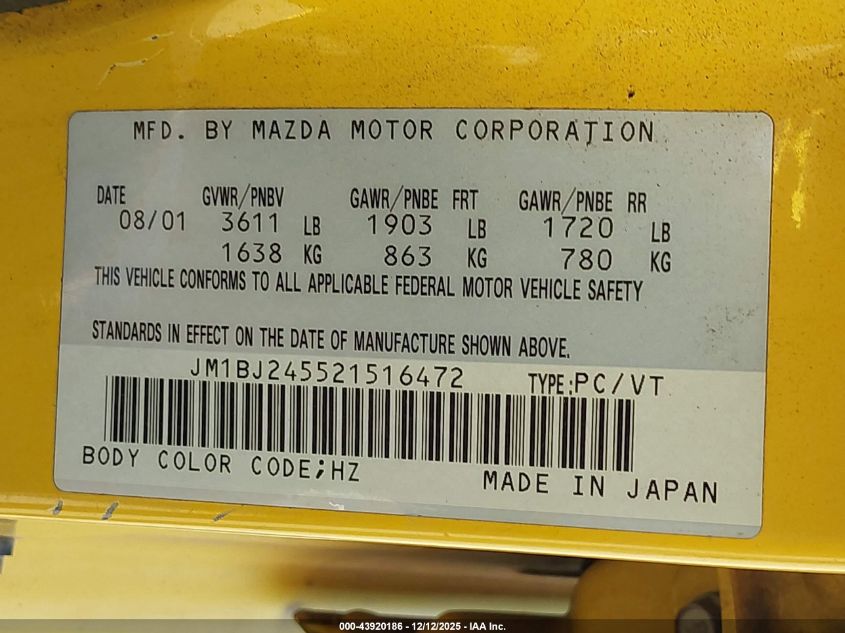 MFD. BY MAZDA MOTOR CORPORATION
DATE GVWR/PNBV GAWR/PNBE FRT GAWR/PNBE RR
08/01 3611 LB 1903 LB 1720 LB
1638 KG 863 KG 780 KG
THIS VEHICLE CONFORMS TO ALL APPLICABLE FEDERAL MOTOR VEHICLE SAFETY
STANDARDS IN EFFECT ON THE DATE OF MANUFACTURE SHOWN ABOVE.
JM1BJ245521516472 TYPE:PC/VT
BODY COLOR CODE;HZ MADE IN JAPAN
000-43920186 - 12/12/2025 - IAA Inc.